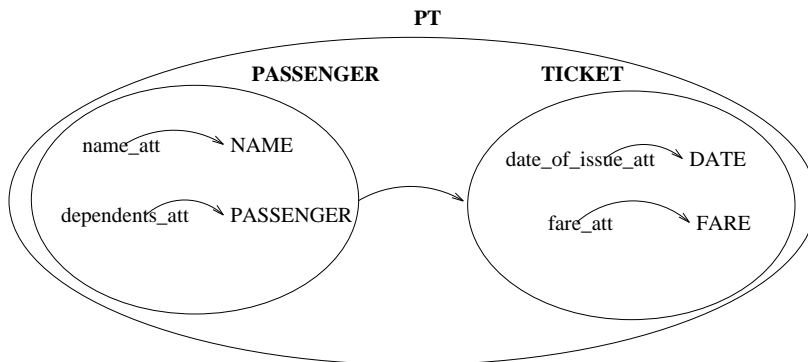 PT
PASSENGER TICKET
name_att NAME
date_of_issue_att DATE
dependents_att PASSENGER
fare_att FARE